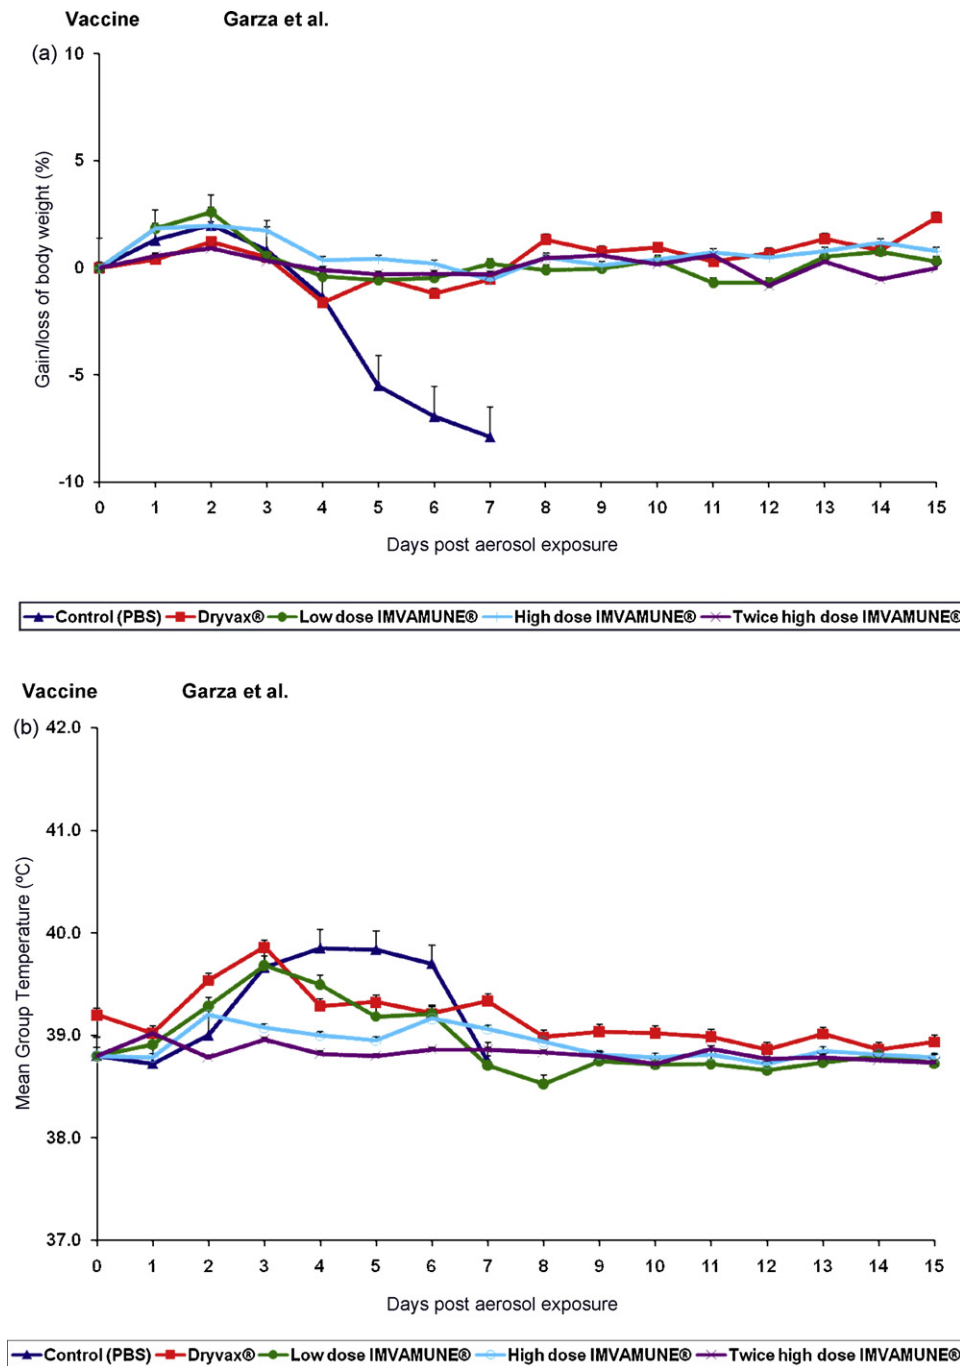 Vaccine Garza et al.
(a)
10
5
0
-5
-10
Gain/loss of body weight (%)
0 1 2 3 4 5 6 7 8 9 10 11 12 13 14 15
Days post aerosol exposure
Control (PBS) Dryvax® Low dose IMVAMUNE® High dose IMVAMUNE® Twice high dose IMVAMUNE®
Vaccine Garza et al.
(b)
42.0
41.0
40.0
39.0
38.0
37.0
Mean Group Temperature (ºC)
0 1 2 3 4 5 6 7 8 9 10 11 12 13 14 15
Days post aerosol exposure
Control (PBS) Dryvax® Low dose IMVAMUNE® High dose IMVAMUNE® Twice high dose IMVAMUNE®